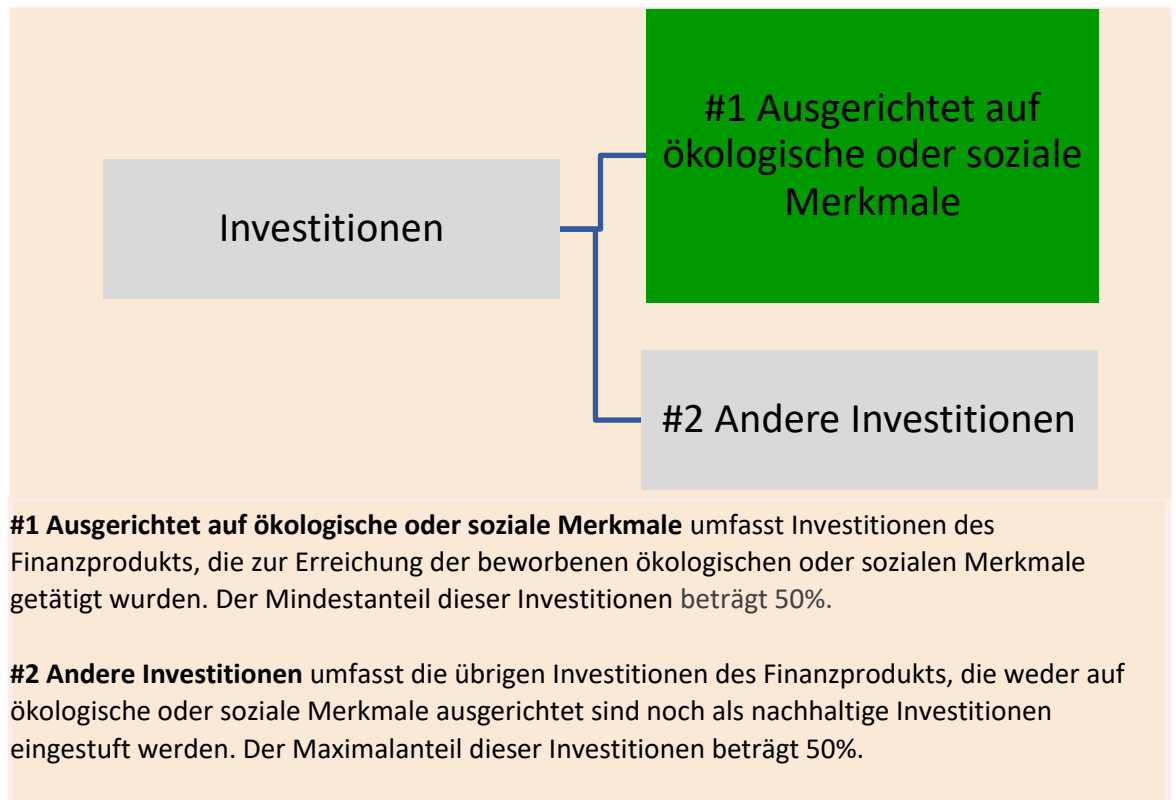 #1 Ausgerichtet auf
ökologische oder soziale
Merkmale
Investitionen
#2 Andere Investitionen
#1 Ausgerichtet auf ökologische oder soziale Merkmale umfasst Investitionen des
Finanzprodukts, die zur Erreichung der beworbenen ökologischen oder sozialen Merkmale
getätigt wurden. Der Mindestanteil dieser Investitionen beträgt 50%.
#2 Andere Investitionen umfasst die übrigen Investitionen des Finanzprodukts, die weder auf
ökologische oder soziale Merkmale ausgerichtet sind noch als nachhaltige Investitionen
eingestuft werden. Der Maximalanteil dieser Investitionen beträgt 50%.